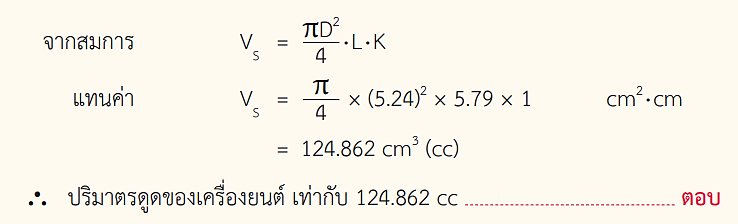 จากสมการ V_S = πD²/4 · L · K
แทนค่า V_S = π/4 × (5.24)² × 5.79 × 1 cm²·cm
= 124.862 cm³ (cc)
∴ ปริมาตรดูดของเครื่องยนต์ เท่ากับ 124.862 cc ........................................ ตอบ